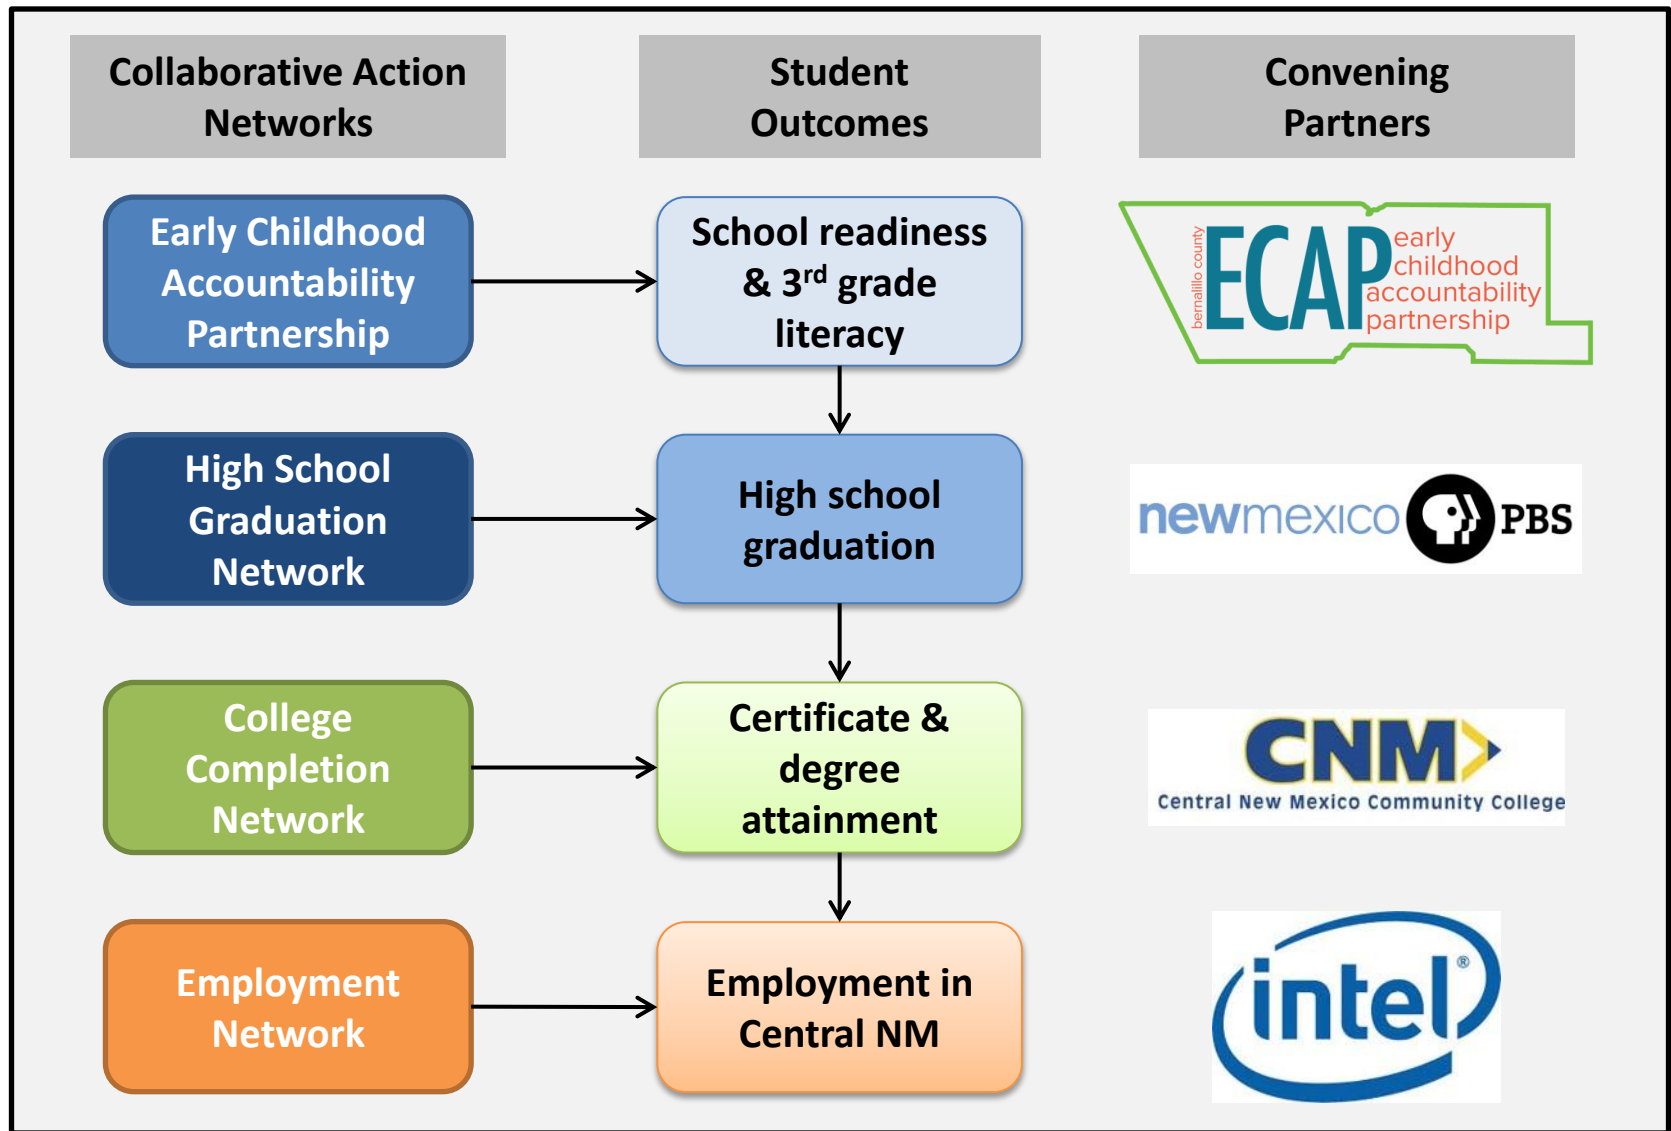 Collaborative Action
Networks
Student
Outcomes
Convening
Partners
Early Childhood
Accountability
Partnership
School readiness
& 3rd grade
literacy
bernalillo county
ECAP
early
childhood
accountability
partnership
High School
Graduation
Network
High school
graduation
newmexico PBS
College
Completion
Network
Certificate &
degree
attainment
CNM
Central New Mexico Community College
Employment
Network
Employment in
Central NM
intel®